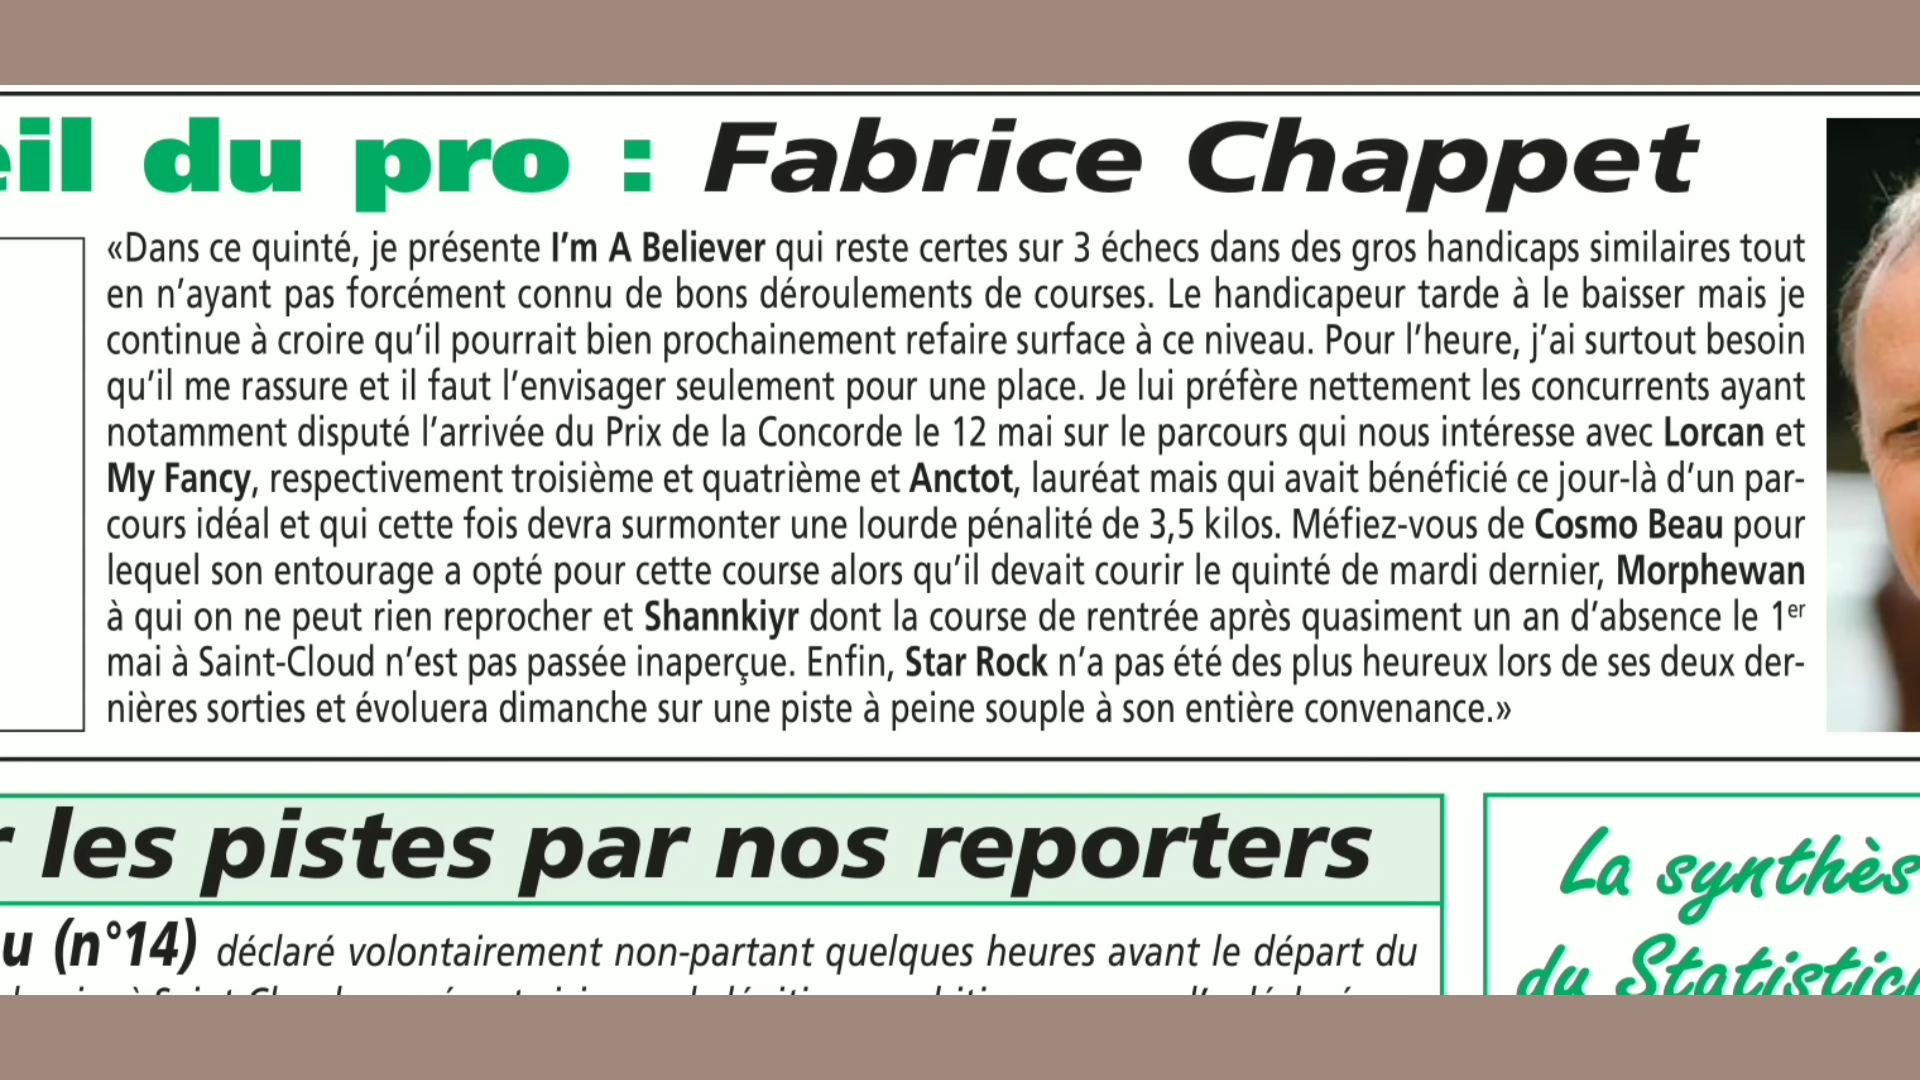 eil du pro : Fabrice Chappet
«Dans ce quinté, je présente I’m A Believer qui reste certes sur 3 échecs dans des gros handicaps similaires tout
en n’ayant pas forcément connu de bons déroulements de courses. Le handicapeur tarde à le baisser mais je
continue à croire qu’il pourrait bien prochainement refaire surface à ce niveau. Pour l’heure, j’ai surtout besoin
qu’il me rassure et il faut l’envisager seulement pour une place. Je lui préfère nettement les concurrents ayant
notamment disputé l’arrivée du Prix de la Concorde le 12 mai sur le parcours qui nous intéresse avec Lorcan et
My Fancy, respectivement troisième et quatrième et Anctot, lauréat mais qui avait bénéficié ce jour-là d’un par-
cours idéal et qui cette fois devra surmonter une lourde pénalité de 3,5 kilos. Méfiez-vous de Cosmo Beau pour
lequel son entourage a opté pour cette course alors qu’il devait courir le quinté de mardi dernier, Morphewan
à qui on ne peut rien reprocher et Shannkiyr dont la course de rentrée après quasiment un an d’absence le 1er
mai à Saint-Cloud n’est pas passée inaperçue. Enfin, Star Rock n’a pas été des plus heureux lors de ses deux der-
nières sorties et évoluera dimanche sur une piste à peine souple à son entière convenance.»
r les pistes par nos reporters
u (n°14) déclaré volontairement non-partant quelques heures avant le départ du
La synthès
du Statistici